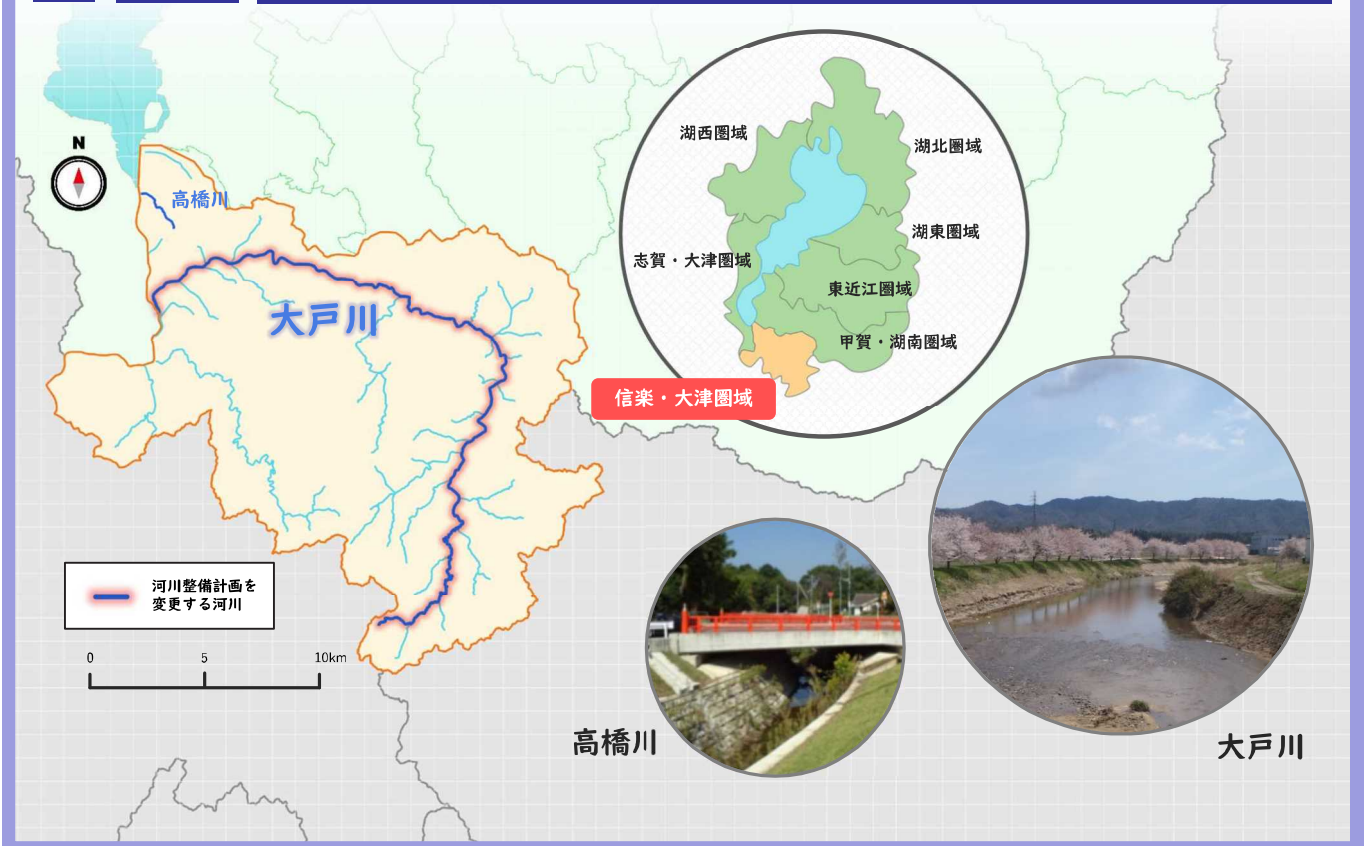 N
高橋川
大戸川
湖西圏域
湖北圏域
湖東圏域
志賀・大津圏域
東近江圏域
甲賀・湖南圏域
信楽・大津圏域
河川整備計画を
変更する河川
0 5 10km
高橋川
大戸川